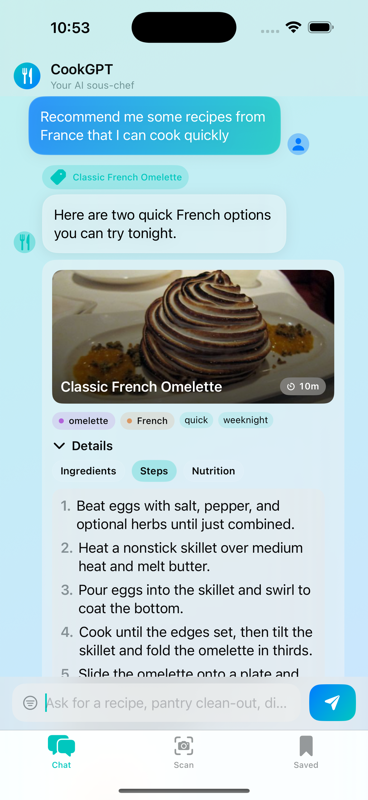 10:53
CookGPT
Your AI sous-chef
Recommend me some recipes from
France that I can cook quickly
Classic French Omelette
Here are two quick French options
you can try tonight.
Classic French Omelette
10m
omelette
French
quick
weeknight
Details
Ingredients
Steps
Nutrition
1. Beat eggs with salt, pepper, and
optional herbs until just combined.
2. Heat a nonstick skillet over medium
heat and melt butter.
3. Pour eggs into the skillet and swirl to
coat the bottom.
4. Cook until the edges set, then tilt the
skillet and fold the omelette in thirds.
5. Slide the omelette onto a plate and
Ask for a recipe, pantry clean-out, di...
Chat
Scan
Saved